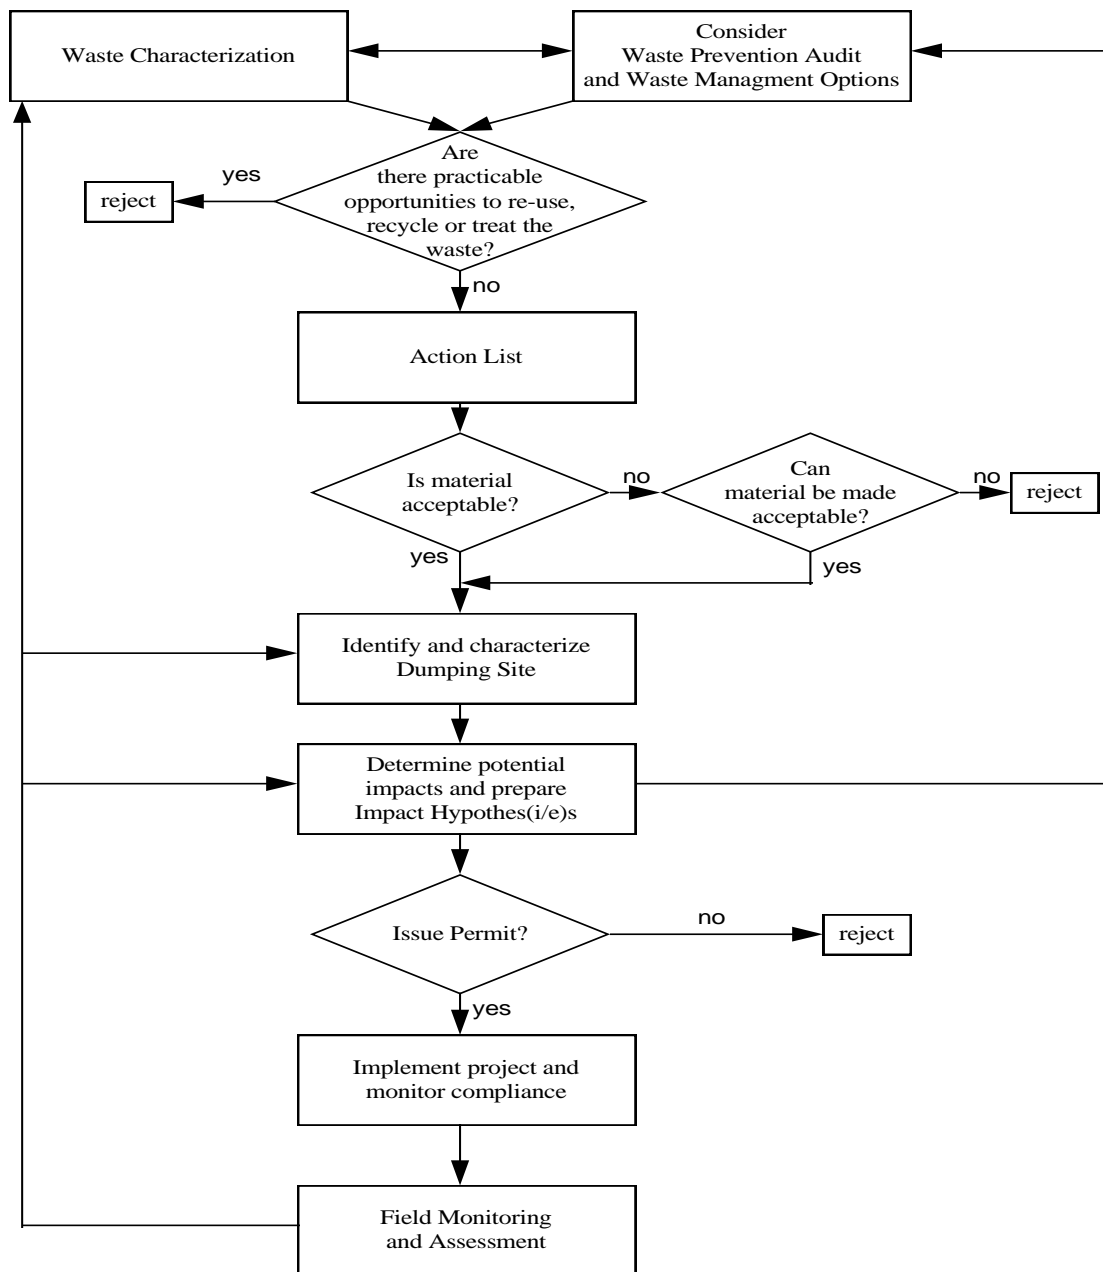 Waste Characterization
Consider
Waste Prevention Audit
and Waste Managment Options
Are
there practicable
opportunities to re-use,
recycle or treat the
waste?
yes
reject
no
Action List
Is material
acceptable?
no
Can
material be made
acceptable?
no
reject
yes
yes
Identify and characterize
Dumping Site
Determine potential
impacts and prepare
Impact Hypothes(i/e)s
Issue Permit?
no
reject
yes
Implement project and
monitor compliance
Field Monitoring
and Assessment